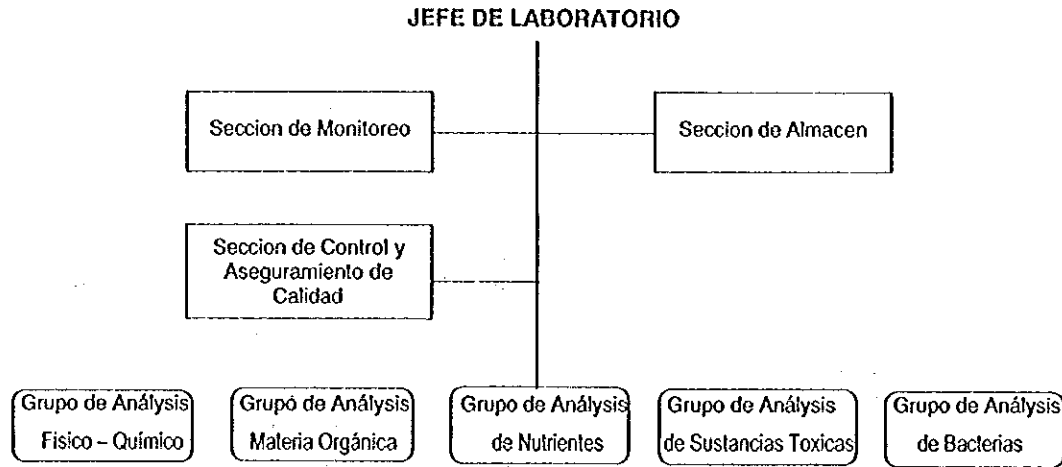 JEFE DE LABORATORIO
Seccion de Monitoreo
Seccion de Almacen
Seccion de Control y
Aseguramiento de
Calidad
Grupo de Análysis
Fisico – Químico
Grupó de Análysis
Materia Orgánica
Grupo de Análysis
de Nutrientes
Grupo de Análysis
de Sustancias Toxicas
Grupo de Análysis
de Bacterias